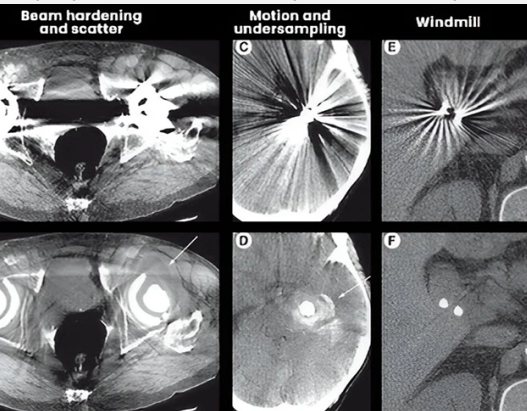 Beam hardening
and scatter
Motion and
undersampling
Windmill
C
E
D
F